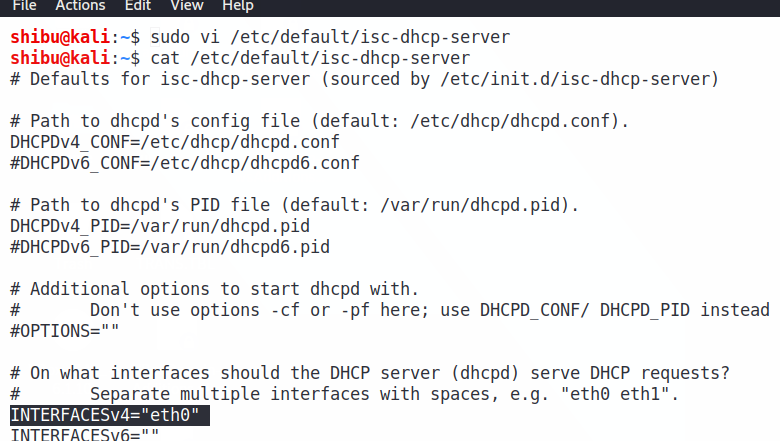 File Actions Edit View Help
shibu@kali:~$ sudo vi /etc/default/isc-dhcp-server
shibu@kali:~$ cat /etc/default/isc-dhcp-server
# Defaults for isc-dhcp-server (sourced by /etc/init.d/isc-dhcp-server)
# Path to dhcpd's config file (default: /etc/dhcp/dhcpd.conf).
DHCPDv4_CONF=/etc/dhcp/dhcpd.conf
#DHCPDv6_CONF=/etc/dhcp/dhcpd6.conf
# Path to dhcpd's PID file (default: /var/run/dhcpd.pid).
DHCPDv4_PID=/var/run/dhcpd.pid
#DHCPDv6_PID=/var/run/dhcpd6.pid
# Additional options to start dhcpd with.
#       Don't use options -cf or -pf here; use DHCPD_CONF/ DHCPD_PID instead
#OPTIONS=""
# On what interfaces should the DHCP server (dhcpd) serve DHCP requests?
#       Separate multiple interfaces with spaces, e.g. "eth0 eth1".
INTERFACESv4="eth0"
INTERFACESv6=""